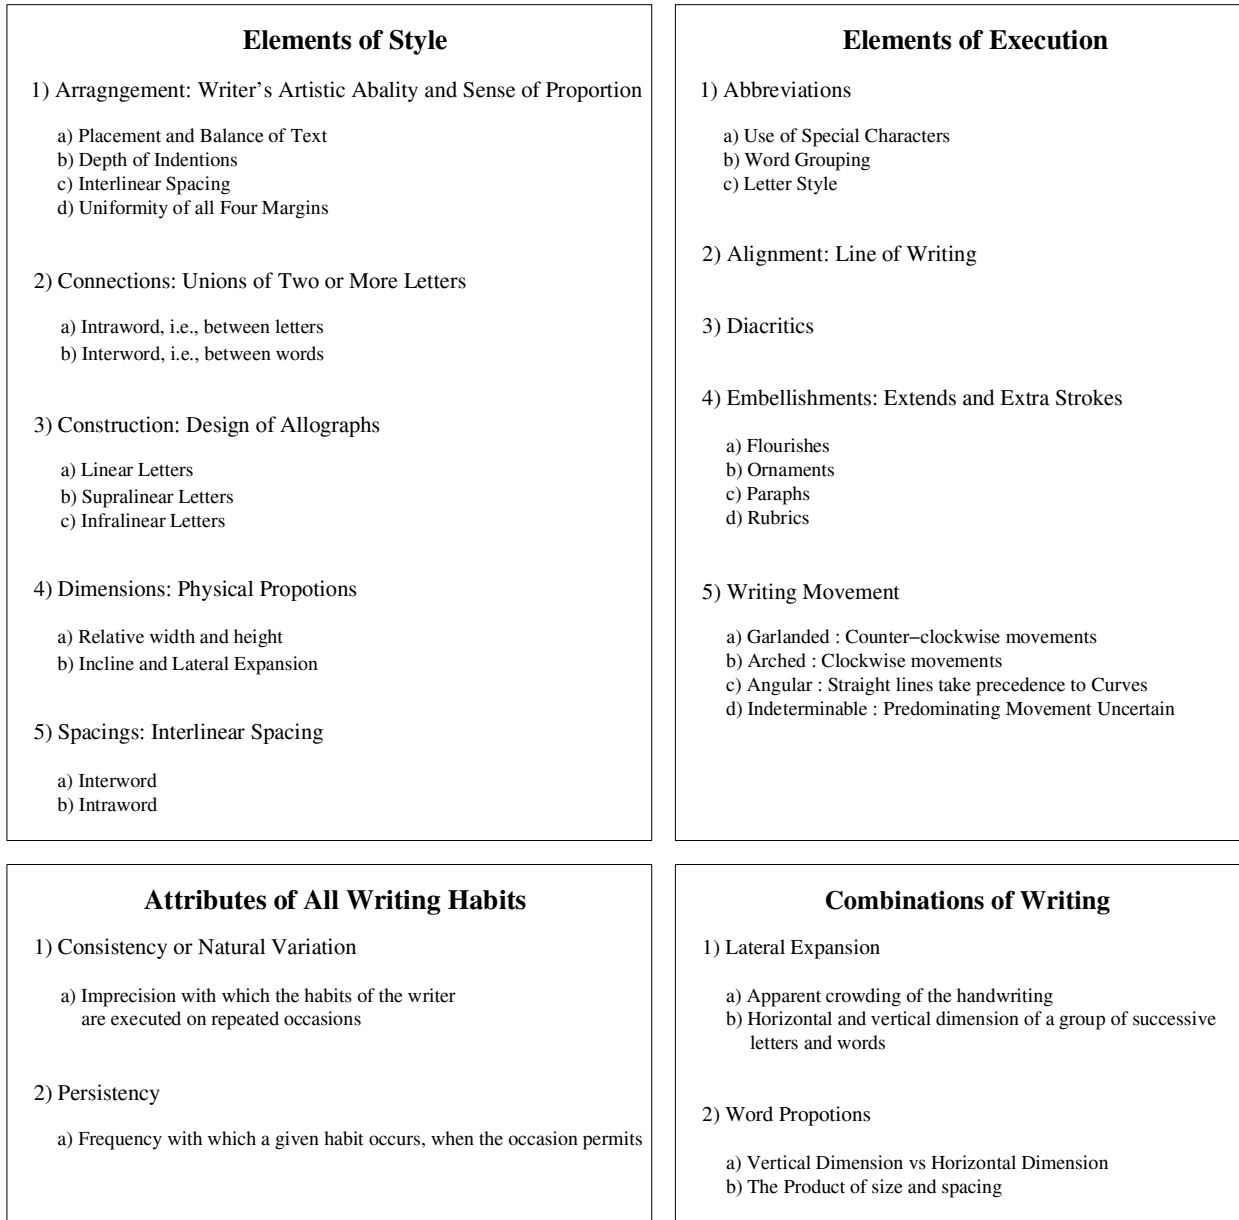 Elements of Style
1) Arragngement: Writer's Artistic Abality and Sense of Proportion
a) Placement and Balance of Text
b) Depth of Indentions
c) Interlinear Spacing
d) Uniformity of all Four Margins
2) Connections: Unions of Two or More Letters
a) Intraword, i.e., between letters
b) Interword, i.e., between words
3) Construction: Design of Allographs
a) Linear Letters
b) Supralinear Letters
c) Infralinear Letters
4) Dimensions: Physical Propotions
a) Relative width and height
b) Incline and Lateral Expansion
5) Spacings: Interlinear Spacing
a) Interword
b) Intraword
Elements of Execution
1) Abbreviations
a) Use of Special Characters
b) Word Grouping
c) Letter Style
2) Alignment: Line of Writing
3) Diacritics
4) Embellishments: Extends and Extra Strokes
a) Flourishes
b) Ornaments
c) Paraphs
d) Rubrics
5) Writing Movement
a) Garlanded : Counter−clockwise movements
b) Arched : Clockwise movements
c) Angular : Straight lines take precedence to Curves
d) Indeterminable : Predominating Movement Uncertain
Attributes of All Writing Habits
1) Consistency or Natural Variation
a) Imprecision with which the habits of the writer
are executed on repeated occasions
2) Persistency
a) Frequency with which a given habit occurs, when the occasion permits
Combinations of Writing
1) Lateral Expansion
a) Apparent crowding of the handwriting
b) Horizontal and vertical dimension of a group of successive
letters and words
2) Word Propotions
a) Vertical Dimension vs Horizontal Dimension
b) The Product of size and spacing